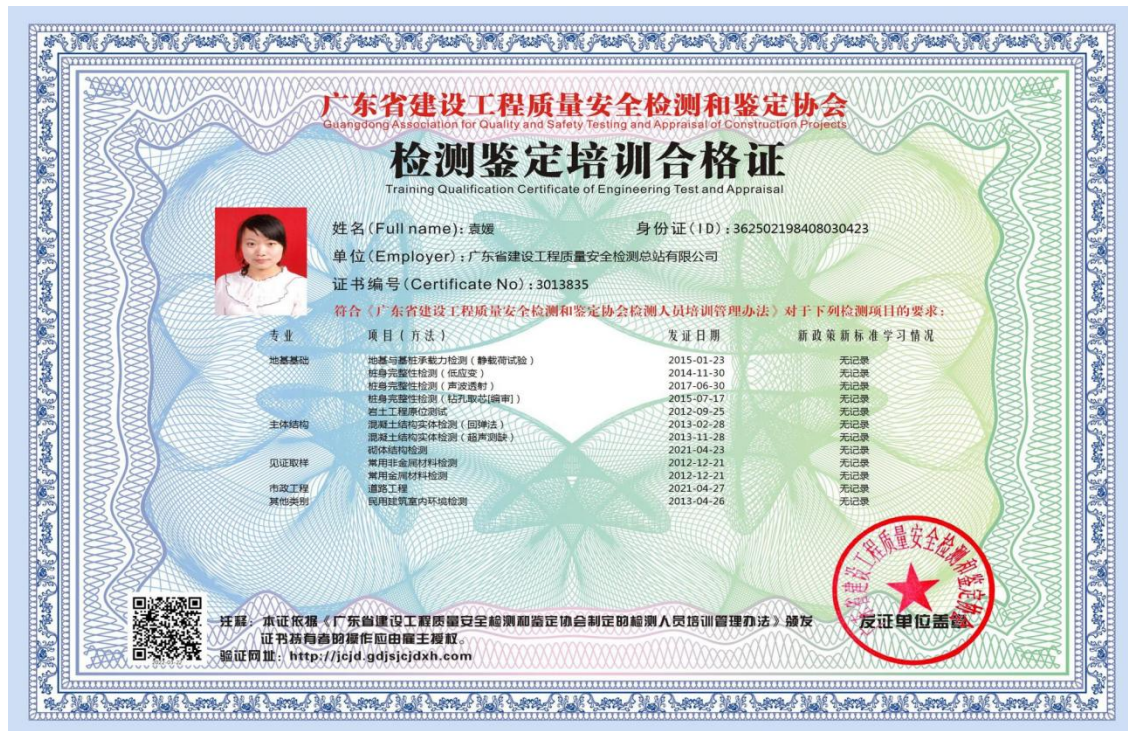 广东省建设工程质量安全检测和鉴定协会
Guangdong Association for Quality and Safety Testing and Appraisal of Construction Projects
检测鉴定培训合格证
Training Qualification Certificate of Engineering Test and Appraisal
姓名(Full name): 袁媛 身份证(ID): 362502198408030423
单位(Employer): 广东省建设工程质量安全检测总站有限公司
证书编号(Certificate No): 3013835
符合《广东省建设工程质量安全检测和鉴定协会检测人员培训管理办法》对于下列检测项目的要求:
专业 项目(方法) 发证日期 新政策新标准学习情况
地基基础 地基与基桩承载力检测(静载荷试验) 2015-01-23 无记录
桩身完整性检测(低应变) 2014-11-30 无记录
桩身完整性检测(声波透射) 2017-06-30 无记录
桩身完整性检测(钻孔取芯[编审]) 2015-07-17 无记录
岩土工程原位测试 2012-09-25 无记录
主体结构 混凝土结构实体检测(回弹法) 2013-02-28 无记录
混凝土结构实体检测(超声测缺) 2013-11-28 无记录
砌体结构检测 2021-04-23 无记录
见证取样 常用非金属材料检测 2012-12-21 无记录
常用金属材料检测 2012-12-21 无记录
市政工程 道路工程 2021-04-27 无记录
其他类别 民用建筑室内环境检测 2013-04-26 无记录
注释: 本证依据《广东省建设工程质量安全检测和鉴定协会制定的检测人员培训管理办法》颁发
证书持有者的操作应由雇主授权。
验证网址: http://jcjd.gdjsjcjdxh.com
广东省建设工程质量安全检测和鉴定协会
发证单位盖章